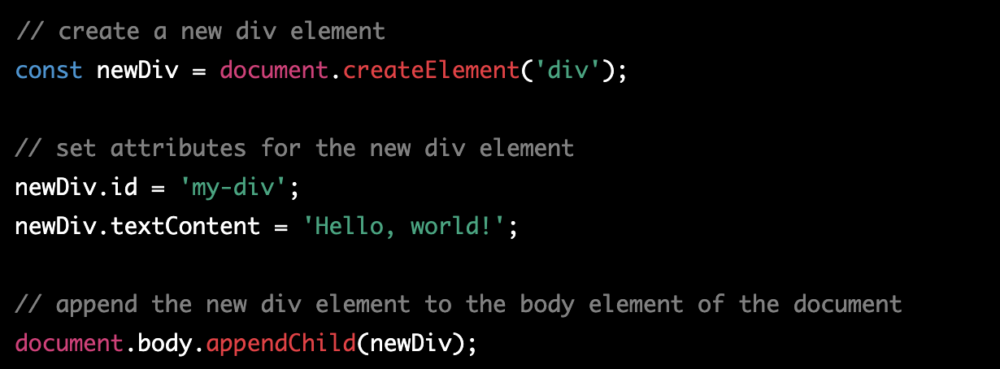 // create a new div element
const newDiv = document.createElement('div');
// set attributes for the new div element
newDiv.id = 'my-div';
newDiv.textContent = 'Hello, world!';
// append the new div element to the body element of the document
document.body.appendChild(newDiv);